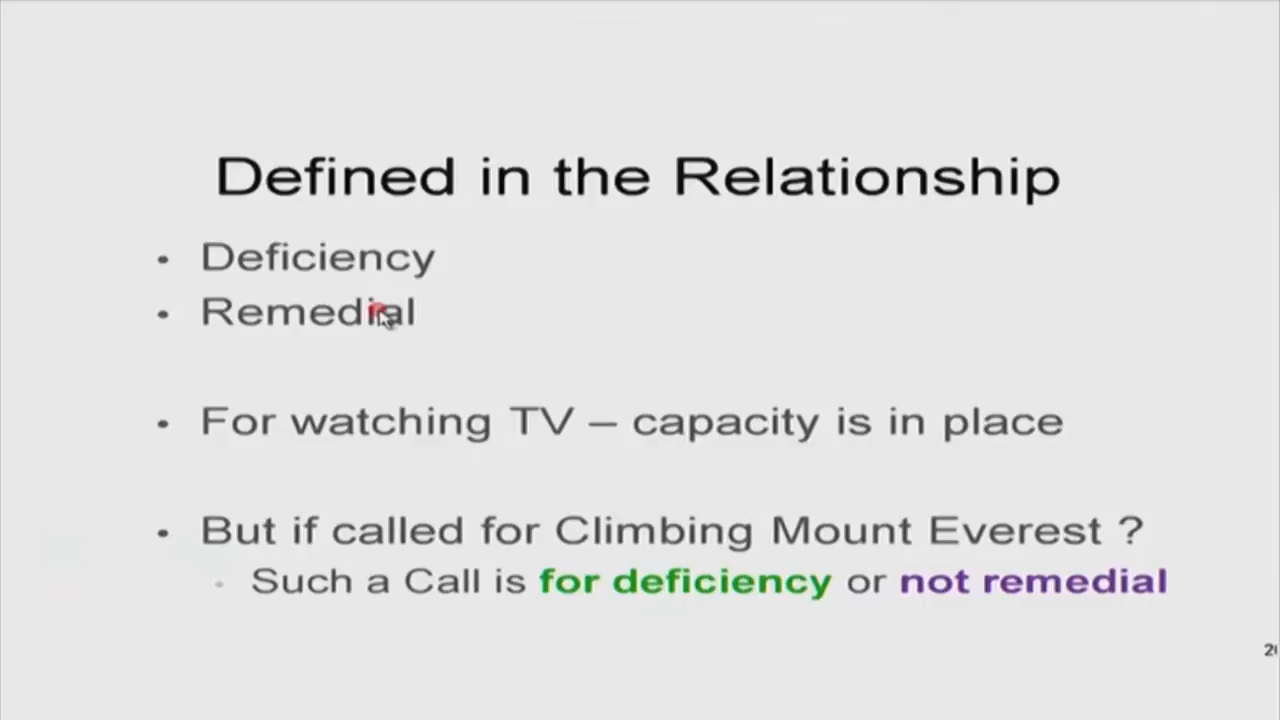 Defined in the Relationship
• Deficiency
• Remedial
• For watching TV – capacity is in place
• But if called for Climbing Mount Everest ?
• Such a Call is for deficiency or not remedial